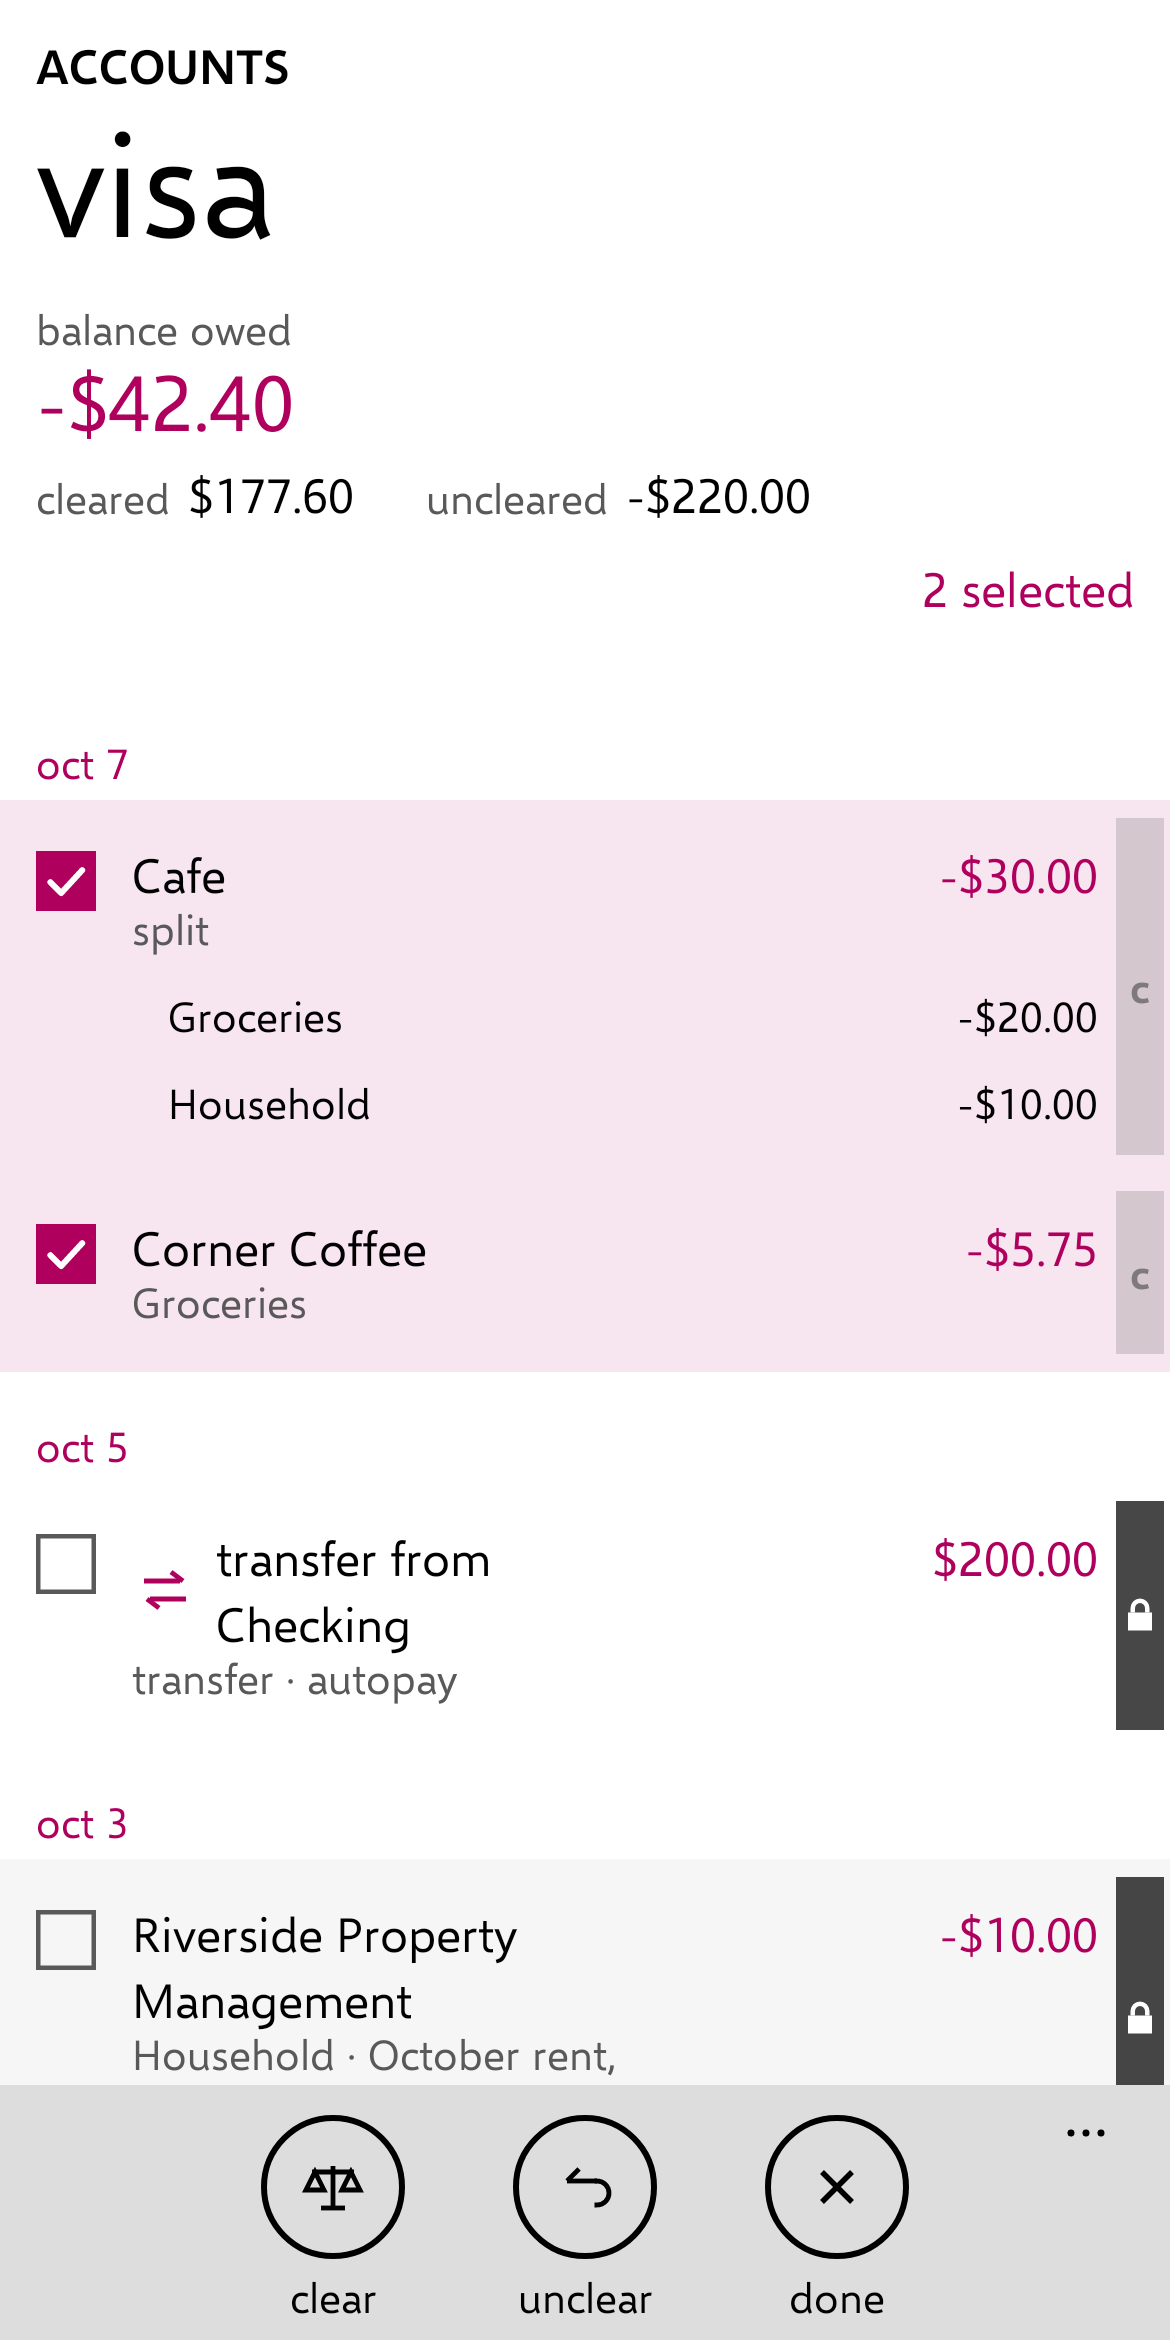 ACCOUNTS
visa
balance owed
-$42.40
cleared $177.60 uncleared -$220.00
2 selected
oct 7
Cafe -$30.00
split
c
Groceries -$20.00
Household -$10.00
Corner Coffee -$5.75
c
Groceries
oct 5
transfer from $200.00
Checking
transfer · autopay
oct 3
Riverside Property -$10.00
Management
Household · October rent,
...
clear unclear done